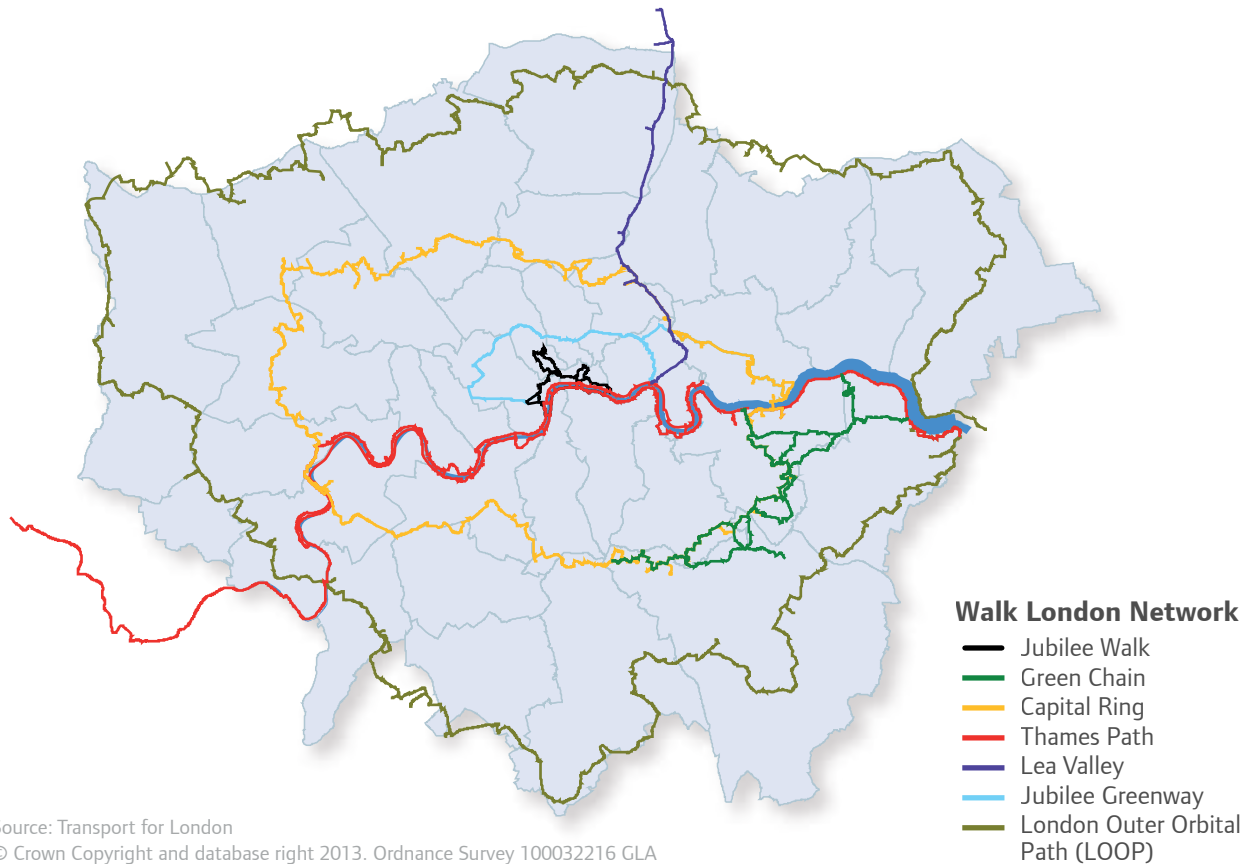 Walk London Network
Jubilee Walk
Green Chain
Capital Ring
Thames Path
Lea Valley
Jubilee Greenway
London Outer Orbital
Path (LOOP)
ource: Transport for London
© Crown Copyright and database right 2013. Ordnance Survey 100032216 GLA